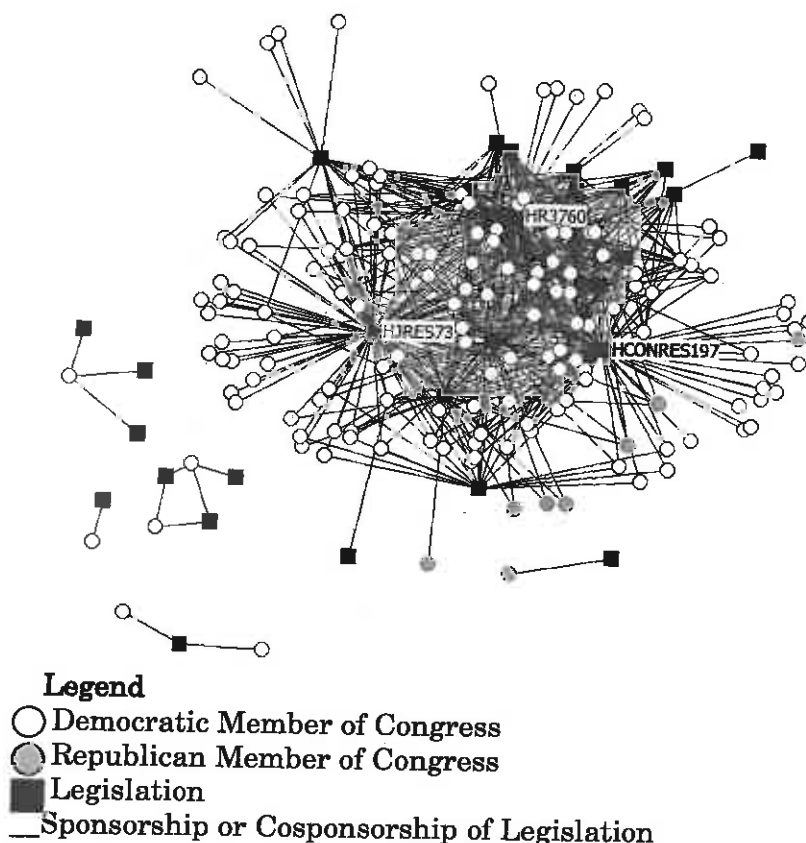 HR3760
HJRES73
HCONRES197
Legend
Democratic Member of Congress
Republican Member of Congress
Legislation
Sponsorship or Cosponsorship of Legislation